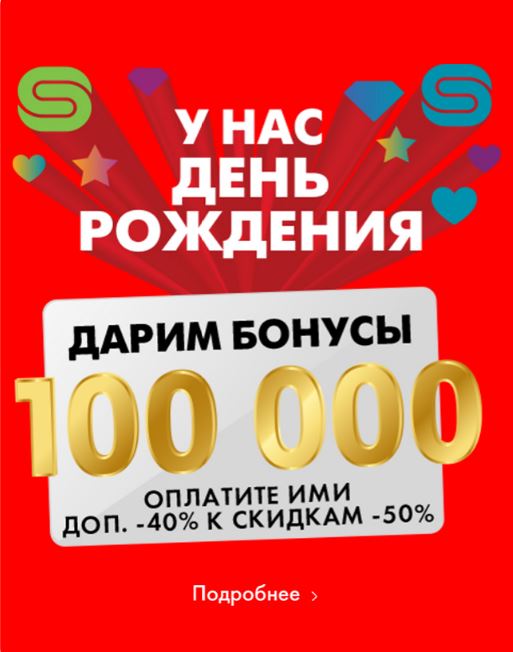 У НАС
ДЕНЬ
РОЖДЕНИЯ
ДАРИМ БОНУСЫ
100 000
ОПЛАТИТЕ ИМИ
ДОП. -40% К СКИДКАМ -50%
Подробнее >